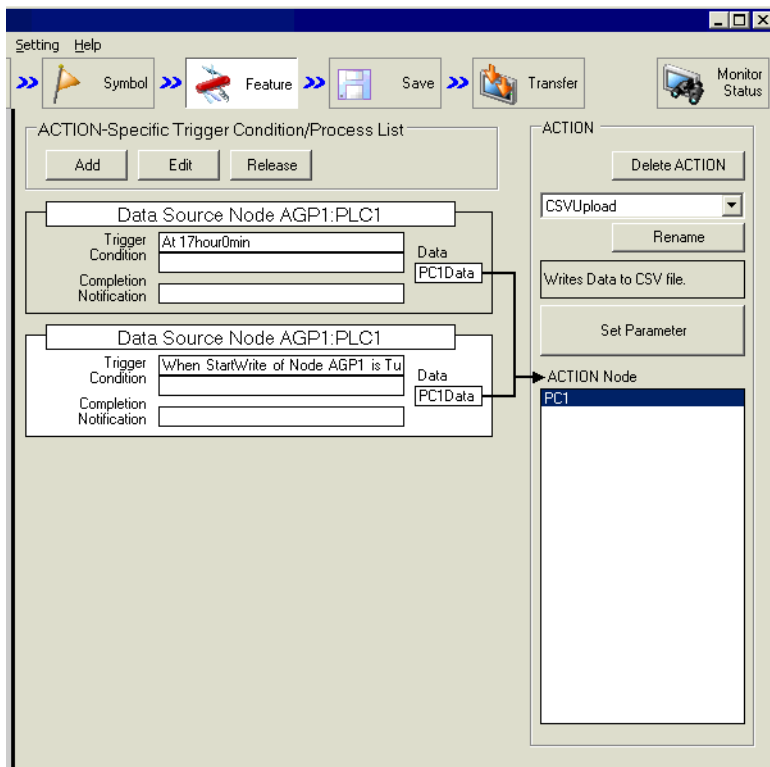 Setting Help
Symbol
Feature
Save
Transfer
Monitor
Status
ACTION-Specific Trigger Condition/Process List
Add
Edit
Release
Data Source Node AGP1:PLC1
Trigger
Condition
At 17hour0min
Data
PC1Data
Completion
Notification
Data Source Node AGP1:PLC1
Trigger
Condition
When StartWrite of Node AGP1 is Tu
Data
PC1Data
Completion
Notification
ACTION
Delete ACTION
CSVUpload
Rename
Writes Data to CSV file.
Set Parameter
ACTION Node
PC1